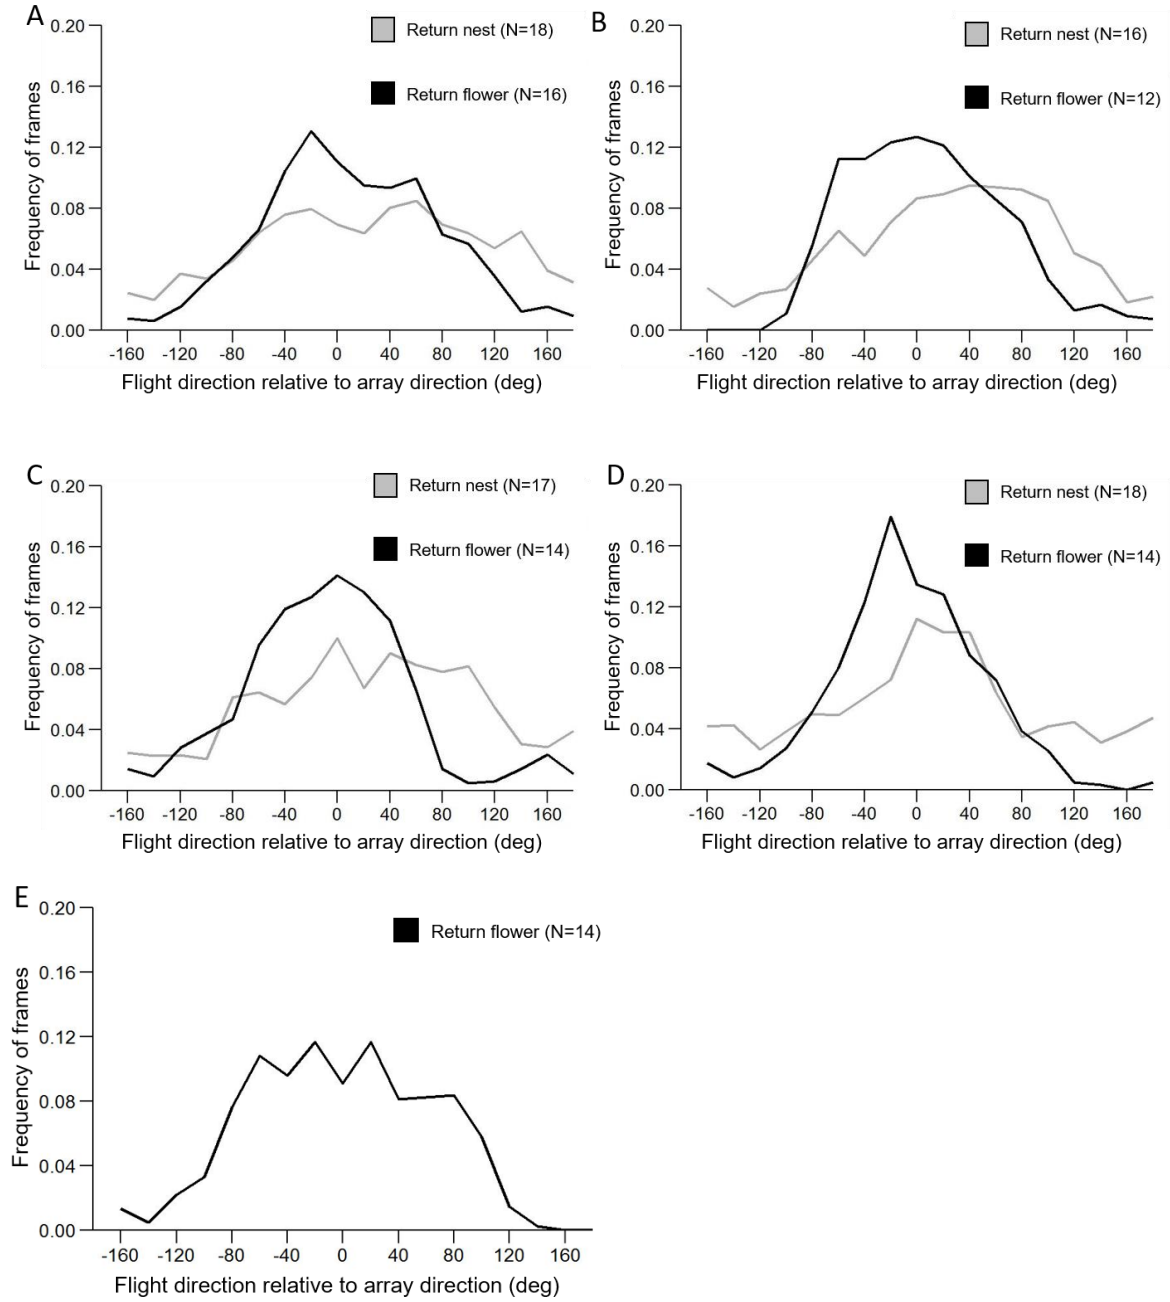 A
Return nest (N=18)
Return flower (N=16)
Frequency of frames
0.20
0.16
0.12
0.08
0.04
0.00
-160 -120 -80 -40 0 40 80 120 160
Flight direction relative to array direction (deg)
B
Return nest (N=16)
Return flower (N=12)
Frequency of frames
0.20
0.16
0.12
0.08
0.04
0.00
-160 -120 -80 -40 0 40 80 120 160
Flight direction relative to array direction (deg)
C
Return nest (N=17)
Return flower (N=14)
Frequency of frames
0.20
0.16
0.12
0.08
0.04
0.00
-160 -120 -80 -40 0 40 80 120 160
Flight direction relative to array direction (deg)
D
Return nest (N=18)
Return flower (N=14)
Frequency of frames
0.20
0.16
0.12
0.08
0.04
0.00
-160 -120 -80 -40 0 40 80 120 160
Flight direction relative to array direction (deg)
E
Return flower (N=14)
Frequency of frames
0.20
0.16
0.12
0.08
0.04
0.00
-160 -120 -80 -40 0 40 80 120 160
Flight direction relative to array direction (deg)